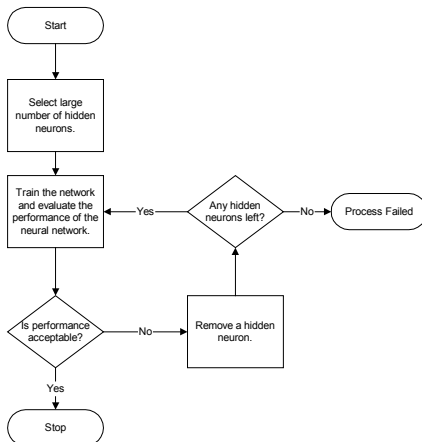 Start
Select large
number of hidden
neurons.
Train the network
and evaluate the
performance of the
neural network.
Yes
Any hidden
neurons left?
No
Process Failed
Is performance
acceptable?
No
Remove a hidden
neuron.
Yes
Stop